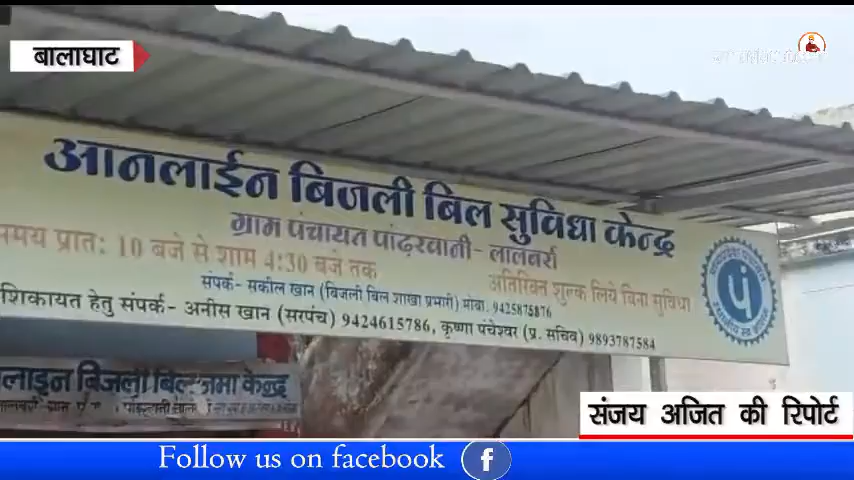 बालाघाट
आनलाईन बिजली बिल सुविधा केन्द्र
ग्राम पंचायत पांढरवानी- लालबर्रा
समय प्रातः 10 बजे से शाम 4:30 बजे तक
अतिरिक्त शुल्क लिये बिना सुविधा
संपर्क- सकील खान (बिजली बिल शाखा प्रभारी) मोबा. 9425875876
शिकायत हेतु संपर्क- अनीस खान (सरपंच) 9424615786, कृष्णा पंचेश्वर (प्र. सचिव) 9893787584
पं
लाइन बिजली बिल जमा केन्द्र
संजय अजित की रिपोर्ट
Follow us on facebook
f